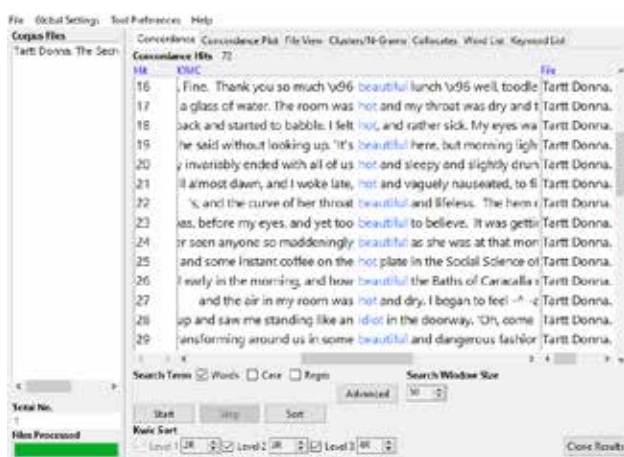 File Global Settings Tool Preferences Help
Corpus Files
Tartt Donna. The Secr
Concordance Concordance Plot File View Clusters/N-Grams Collocates Word List Keyword List
Concordance Hits 72
Hit KWIC File
16 . Fine. Thank you so much \x96 beautiful lunch \x96 well, toodle Tartt Donna.
17 a glass of water. The room was hot and my throat was dry and t Tartt Donna.
18 back and started to babble. I felt hot, and rather sick. My eyes wa Tartt Donna.
19 he said without looking up. 'It's beautiful here, but morning ligh Tartt Donna.
20 y invariably ended with all of us hot and sleepy and slightly drun Tartt Donna.
21 ll almost dawn, and I woke late, hot and vaguely nauseated, to fi Tartt Donna.
22 's, and the curve of her throat beautiful and lifeless. The hem Tartt Donna.
23 as, before my eyes, and yet too beautiful to believe. It was gettin Tartt Donna.
24 er seen anyone so maddeningly beautiful as she was at that mor Tartt Donna.
25 and some instant coffee on the hot plate in the Social Science of Tartt Donna.
26 l early in the morning, and how beautiful the Baths of Caracalla Tartt Donna.
27 and the air in my room was hot and dry. I began to feel Tartt Donna.
28 up and saw me standing like an idiot in the doorway. 'Oh, come Tartt Donna.
29 ansforming around us in some beautiful and dangerous fashior Tartt Donna.
Search Term Words Case Regex Search Window Size
Advanced 50
Total No.
1
Start Stop Sort
Files Processed
Kwic Sort
Level 1 2R Level 2 3R Level 3 4R Clone Results